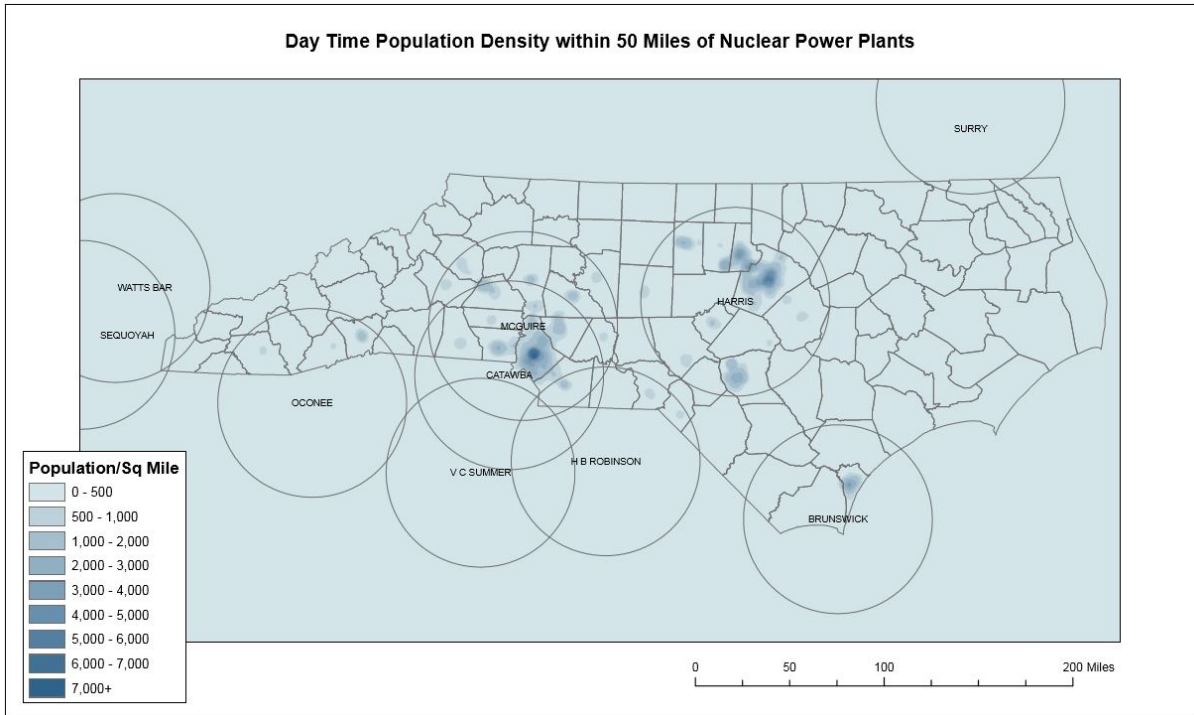 Day Time Population Density within 50 Miles of Nuclear Power Plants
SURRY
WATTS BAR
HARRIS
MCGUIRE
SEQUOYAH
CATAWBA
OCONEE
H B ROBINSON
V C SUMMER
BRUNSWICK
Population/Sq Mile
0 - 500
500 - 1,000
1,000 - 2,000
2,000 - 3,000
3,000 - 4,000
4,000 - 5,000
5,000 - 6,000
6,000 - 7,000
7,000+
0 50 100 200 Miles